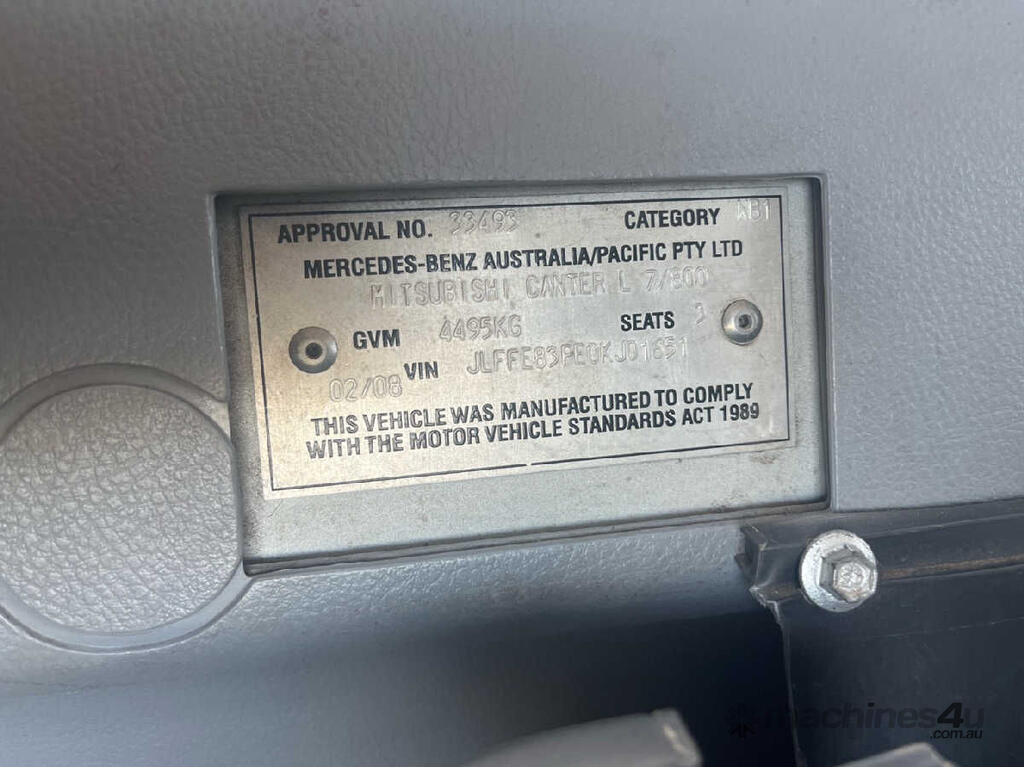 APPROVAL NO. 33493 CATEGORY NB1
MERCEDES-BENZ AUSTRALIA/PACIFIC PTY LTD
MITSUBISHI CANTER L 7/800
GVM 4495KG SEATS 3
02/08 VIN JLFFE83PE0KJ01651
THIS VEHICLE WAS MANUFACTURED TO COMPLY
WITH THE MOTOR VEHICLE STANDARDS ACT 1989
machines4u
.com.au